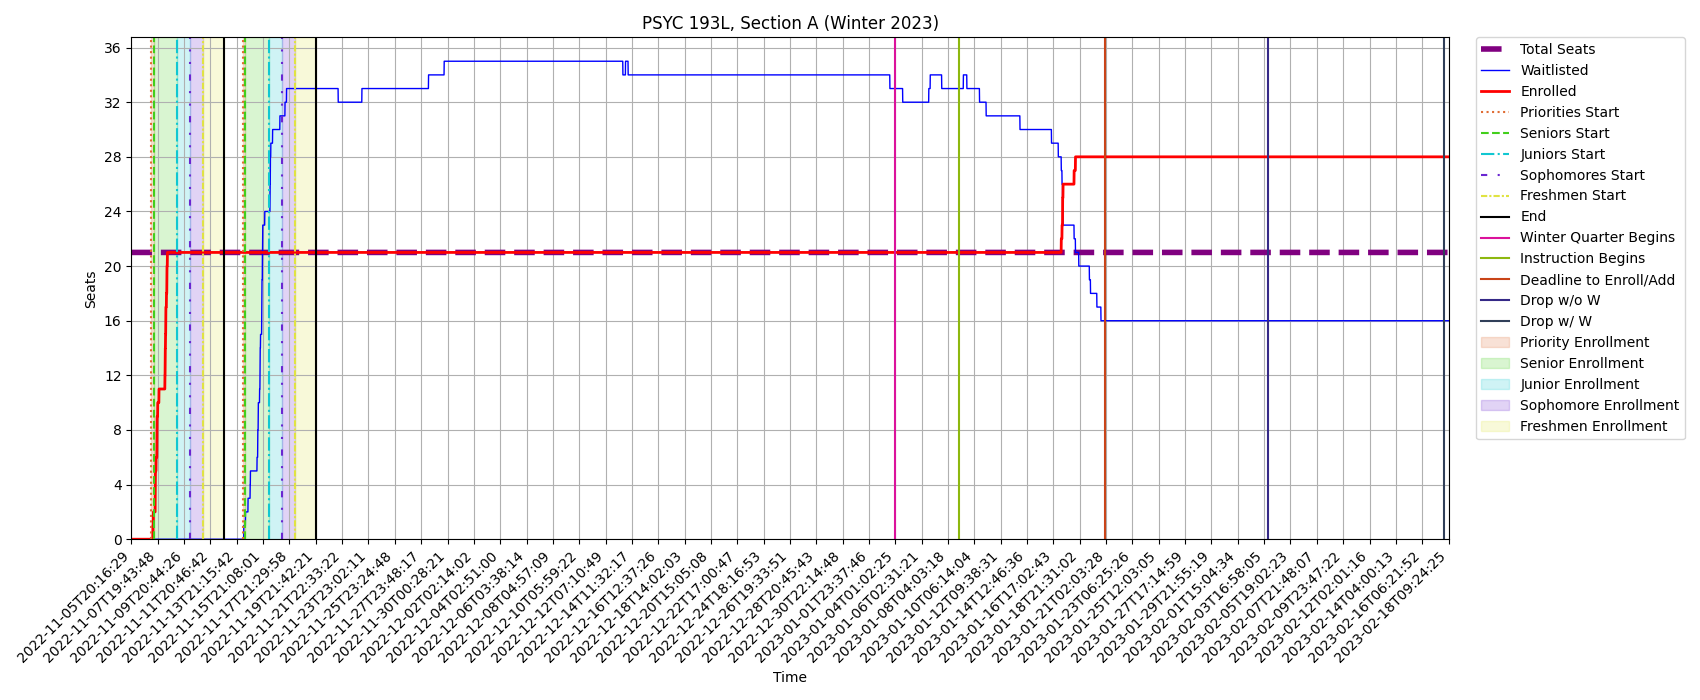 PSYC 193L, Section A (Winter 2023)
36
32
28
24
20
16
12
8
4
0
Seats
2022-11-05T20:16:29
2022-11-07T19:43:48
2022-11-09T20:44:26
2022-11-11T20:46:42
2022-11-13T21:15:42
2022-11-15T21:08:01
2022-11-17T21:29:58
2022-11-19T21:42:21
2022-11-21T22:33:22
2022-11-23T23:02:11
2022-11-25T23:24:48
2022-11-27T23:48:17
2022-11-30T00:28:21
2022-12-02T02:14:02
2022-12-04T02:51:00
2022-12-06T03:38:14
2022-12-08T04:57:09
2022-12-10T05:59:22
2022-12-12T07:10:49
2022-12-14T11:32:17
2022-12-16T12:37:26
2022-12-18T14:02:03
2022-12-20T15:05:08
2022-12-22T17:00:47
2022-12-24T18:16:53
2022-12-26T19:33:51
2022-12-28T20:45:43
2022-12-30T22:14:48
2023-01-01T23:37:46
2023-01-04T01:02:25
2023-01-06T02:31:21
2023-01-08T04:03:18
2023-01-10T06:14:04
2023-01-12T09:38:31
2023-01-14T12:46:36
2023-01-16T17:02:43
2023-01-18T21:31:02
2023-01-21T02:03:28
2023-01-23T06:25:26
2023-01-25T12:03:05
2023-01-27T17:14:59
2023-01-29T21:55:19
2023-02-01T15:04:34
2023-02-03T16:58:05
2023-02-05T19:02:23
2023-02-07T21:48:07
2023-02-09T23:47:22
2023-02-12T02:01:16
2023-02-14T04:00:13
2023-02-16T06:21:52
2023-02-18T09:24:25
Time
Total Seats
Waitlisted
Enrolled
Priorities Start
Seniors Start
Juniors Start
Sophomores Start
Freshmen Start
End
Winter Quarter Begins
Instruction Begins
Deadline to Enroll/Add
Drop w/o W
Drop w/ W
Priority Enrollment
Senior Enrollment
Junior Enrollment
Sophomore Enrollment
Freshmen Enrollment